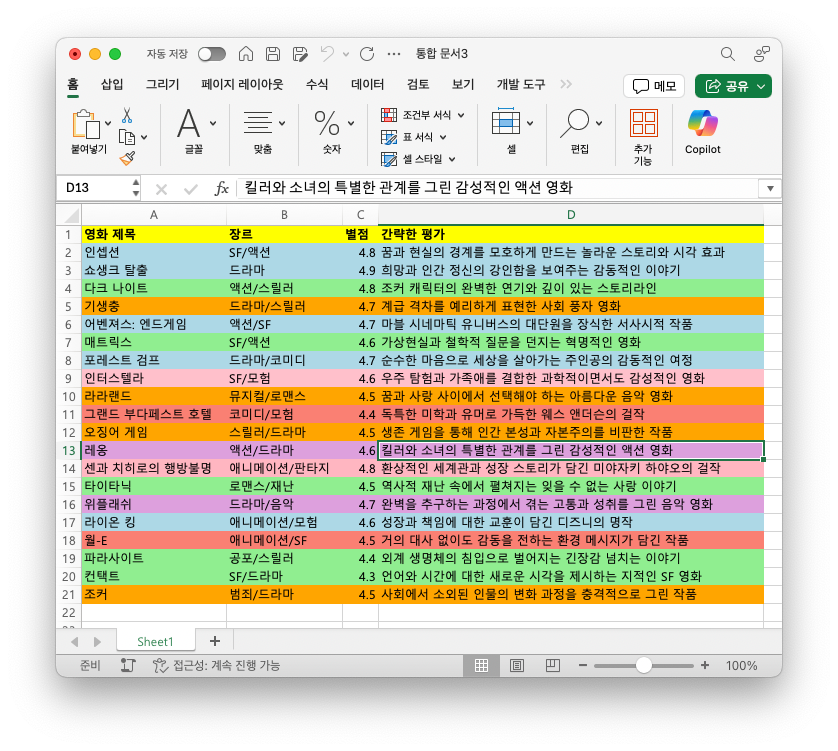 자동 저장 통합 문서3
홈 삽입 그리기 페이지 레이아웃 수식 데이터 검토 보기 개발 도구 메모 공유
붙여넣기 글꼴 맞춤 숫자 조건부 서식 표 서식 셀 스타일 셀 편집 추가 기능 Copilot
D13 fx 킬러와 소녀의 특별한 관계를 그린 감성적인 액션 영화
A B C D
1 영화 제목 장르 별점 간략한 평가
2 인셉션 SF/액션 4.8 꿈과 현실의 경계를 모호하게 만드는 놀라운 스토리와 시각 효과
3 쇼생크 탈출 드라마 4.9 희망과 인간 정신의 강인함을 보여주는 감동적인 이야기
4 다크 나이트 액션/스릴러 4.8 조커 캐릭터의 완벽한 연기와 깊이 있는 스토리라인
5 기생충 드라마/스릴러 4.7 계급 격차를 예리하게 표현한 사회 풍자 영화
6 어벤져스: 엔드게임 액션/SF 4.7 마블 시네마틱 유니버스의 대단원을 장식한 서사시적 작품
7 매트릭스 SF/액션 4.6 가상현실과 철학적 질문을 던지는 혁명적인 영화
8 포레스트 검프 드라마/코미디 4.7 순수한 마음으로 세상을 살아가는 주인공의 감동적인 여정
9 인터스텔라 SF/모험 4.6 우주 탐험과 가족애를 결합한 과학적이면서도 감성적인 영화
10 라라랜드 뮤지컬/로맨스 4.5 꿈과 사랑 사이에서 선택해야 하는 아름다운 음악 영화
11 그랜드 부다페스트 호텔 코미디/모험 4.4 독특한 미학과 유머로 가득한 웨스 앤더슨의 걸작
12 오징어 게임 스릴러/드라마 4.5 생존 게임을 통해 인간 본성과 자본주의를 비판한 작품
13 레옹 액션/드라마 4.6 킬러와 소녀의 특별한 관계를 그린 감성적인 액션 영화
14 센과 치히로의 행방불명 애니메이션/판타지 4.8 환상적인 세계관과 성장 스토리가 담긴 미야자키 하야오의 걸작
15 타이타닉 로맨스/재난 4.5 역사적 재난 속에서 펼쳐지는 잊을 수 없는 사랑 이야기
16 위플래쉬 드라마/음악 4.7 완벽을 추구하는 과정에서 겪는 고통과 성취를 그린 음악 영화
17 라이온 킹 애니메이션/모험 4.6 성장과 책임에 대한 교훈이 담긴 디즈니의 명작
18 월-E 애니메이션/SF 4.5 거의 대사 없이도 감동을 전하는 환경 메시지가 담긴 작품
19 파라사이트 공포/스릴러 4.4 외계 생명체의 침입으로 벌어지는 긴장감 넘치는 이야기
20 컨택트 SF/드라마 4.3 언어와 시간에 대한 새로운 시각을 제시하는 지적인 SF 영화
21 조커 범죄/드라마 4.5 사회에서 소외된 인물의 변화 과정을 충격적으로 그린 작품
22
Sheet1
준비 접근성: 계속 진행 가능 100%